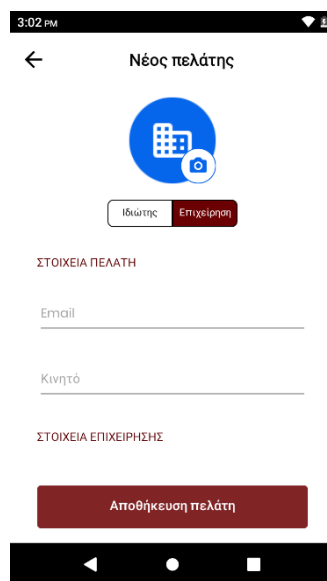 3:02 PM
Νέος πελάτης
Ιδιώτης Επιχείρηση
ΣΤΟΙΧΕΙΑ ΠΕΛΑΤΗ
Email
Κινητό
ΣΤΟΙΧΕΙΑ ΕΠΙΧΕΙΡΗΣΗΣ
Αποθήκευση πελάτη